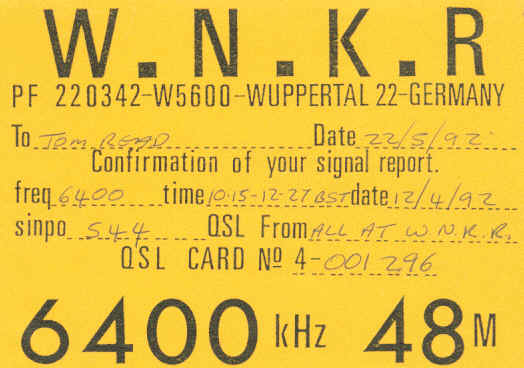 W.N.K.R
PF 220342-W5600-WUPPERTAL 22-GERMANY
To TOM READ Date 22/5/92
Confirmation of your signal report.
freq 6400 time 10·15-12·27 BST date 12/4/92
sinpo 544 QSL From ALL AT W.N.K.R.
QSL CARD Nº 4-001296
6400 kHz 48M